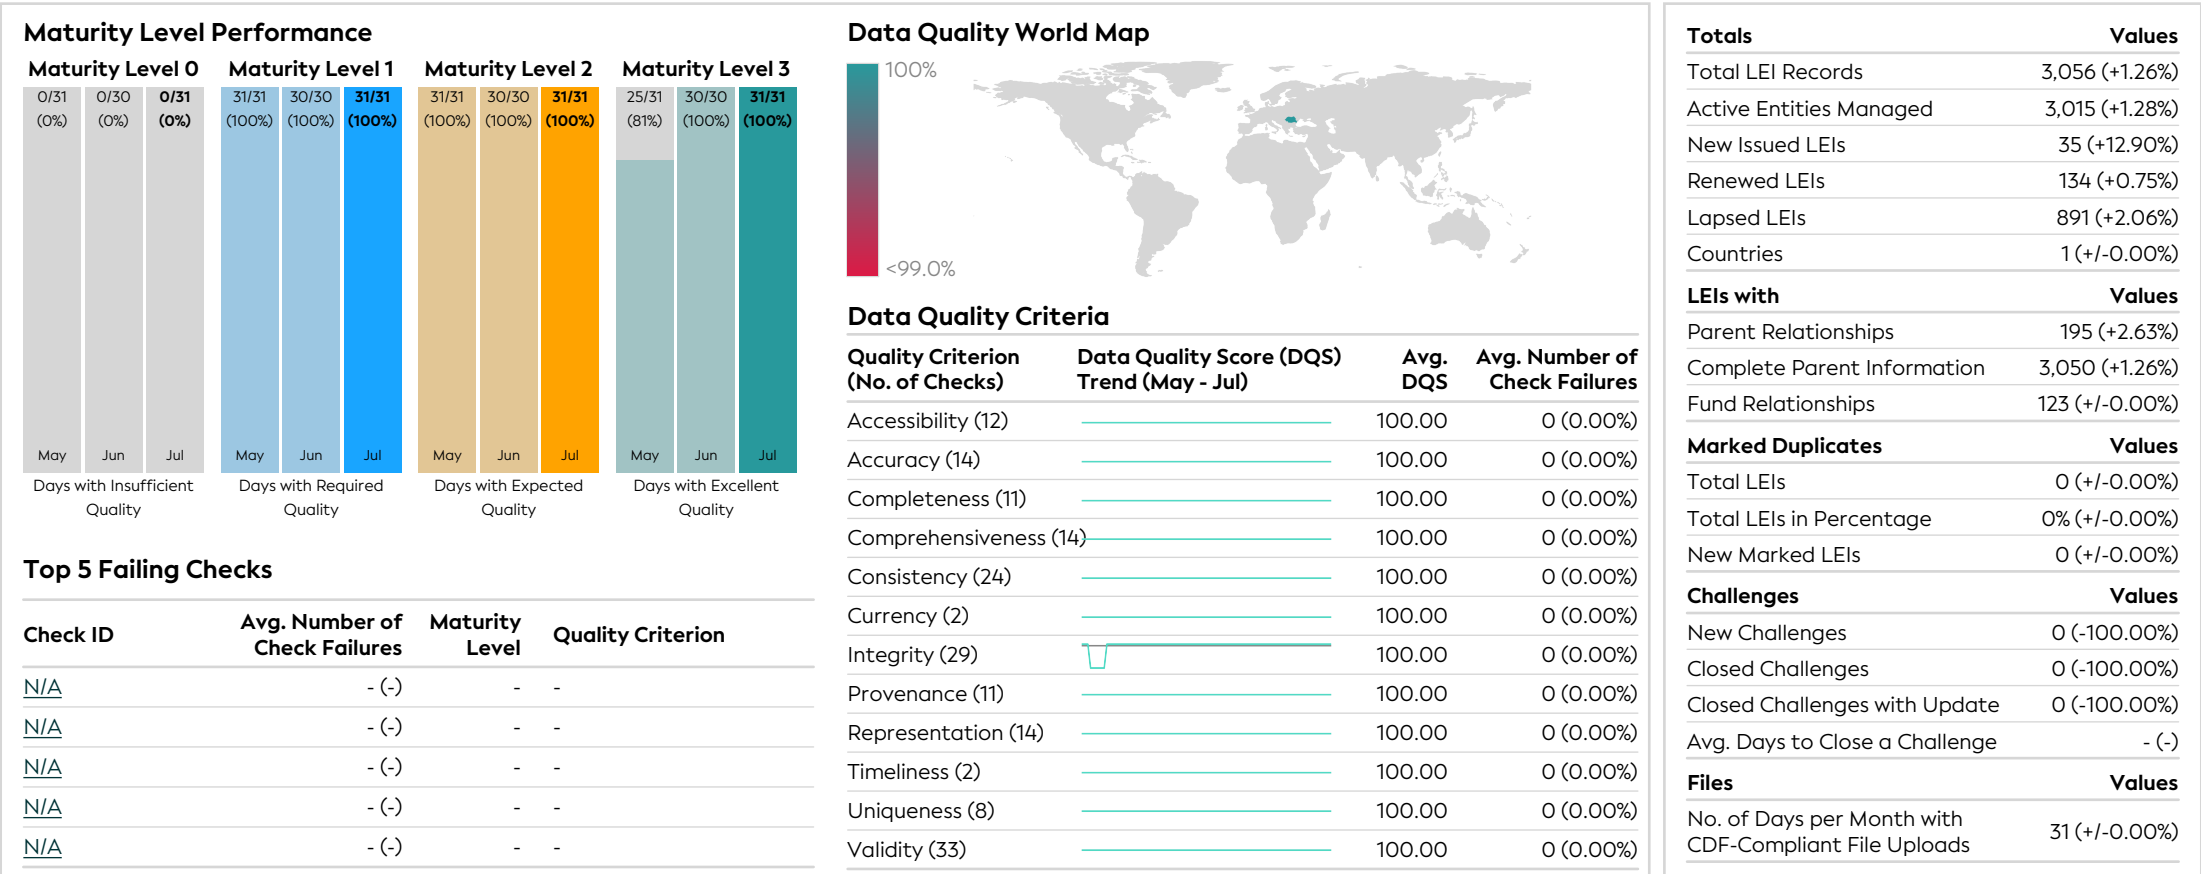 Maturity Level Performance
Maturity Level 0
0/31 0/30 0/31
(0%) (0%) (0%)
May Jun Jul
Days with Insufficient
Quality
Maturity Level 1
31/31 30/30 31/31
(100%) (100%) (100%)
May Jun Jul
Days with Required
Quality
Maturity Level 2
31/31 30/30 31/31
(100%) (100%) (100%)
May Jun Jul
Days with Expected
Quality
Maturity Level 3
25/31 30/30 31/31
(81%) (100%) (100%)
May Jun Jul
Days with Excellent
Quality
Top 5 Failing Checks
Check ID Avg. Number of Check Failures Maturity Level Quality Criterion
N/A - (-) - -
N/A - (-) - -
N/A - (-) - -
N/A - (-) - -
N/A - (-) - -
Data Quality World Map
100%
<99.0%
Data Quality Criteria
Quality Criterion (No. of Checks) Data Quality Score (DQS) Trend (May - Jul) Avg. DQS Avg. Number of Check Failures
Accessibility (12) 100.00 0 (0.00%)
Accuracy (14) 100.00 0 (0.00%)
Completeness (11) 100.00 0 (0.00%)
Comprehensiveness (14) 100.00 0 (0.00%)
Consistency (24) 100.00 0 (0.00%)
Currency (2) 100.00 0 (0.00%)
Integrity (29) 100.00 0 (0.00%)
Provenance (11) 100.00 0 (0.00%)
Representation (14) 100.00 0 (0.00%)
Timeliness (2) 100.00 0 (0.00%)
Uniqueness (8) 100.00 0 (0.00%)
Validity (33) 100.00 0 (0.00%)
Totals Values
Total LEI Records 3,056 (+1.26%)
Active Entities Managed 3,015 (+1.28%)
New Issued LEIs 35 (+12.90%)
Renewed LEIs 134 (+0.75%)
Lapsed LEIs 891 (+2.06%)
Countries 1 (+/-0.00%)
LEIs with Values
Parent Relationships 195 (+2.63%)
Complete Parent Information 3,050 (+1.26%)
Fund Relationships 123 (+/-0.00%)
Marked Duplicates Values
Total LEIs 0 (+/-0.00%)
Total LEIs in Percentage 0% (+/-0.00%)
New Marked LEIs 0 (+/-0.00%)
Challenges Values
New Challenges 0 (-100.00%)
Closed Challenges 0 (-100.00%)
Closed Challenges with Update 0 (-100.00%)
Avg. Days to Close a Challenge - (-)
Files Values
No. of Days per Month with
CDF-Compliant File Uploads 31 (+/-0.00%)